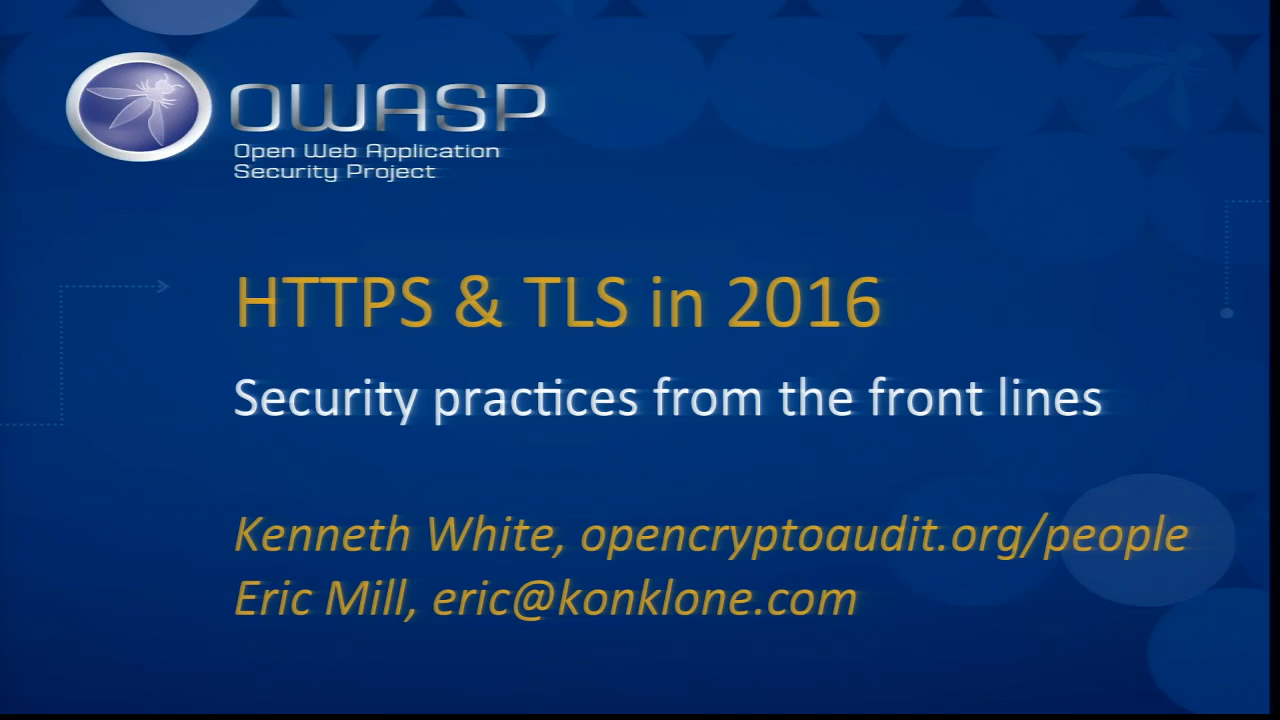 OWASP
Open Web Application
Security Project
HTTPS & TLS in 2016
Security practices from the front lines
Kenneth White, opencryptoaudit.org/people
Eric Mill, eric@konklone.com